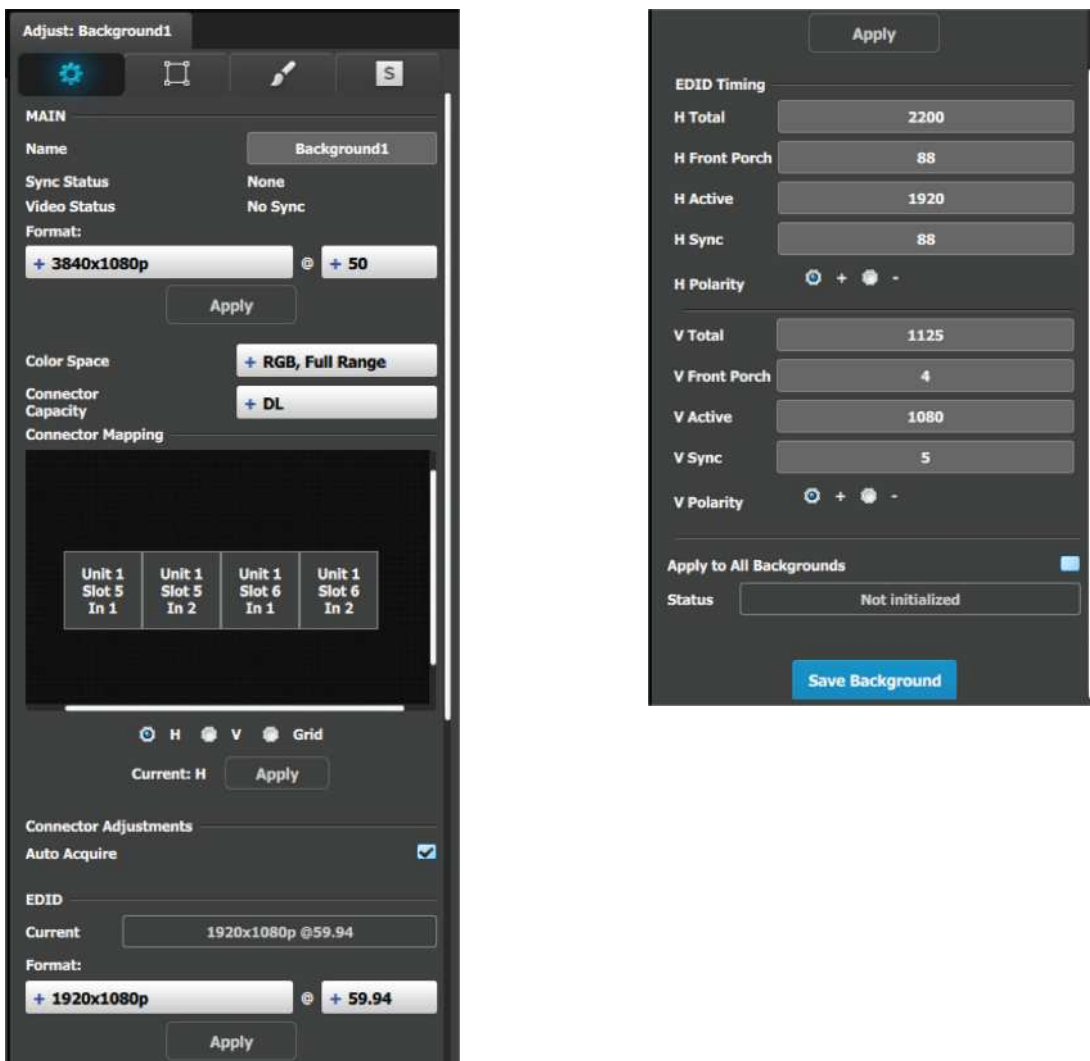 Adjust: Background1
S
MAIN
Name Background1
Sync Status None
Video Status No Sync
Format:
+ 3840x1080p @ + 50
Apply
Color Space + RGB, Full Range
Connector
Capacity + DL
Connector Mapping
Unit 1 Unit 1 Unit 1 Unit 1
Slot 5 Slot 5 Slot 6 Slot 6
In 1 In 2 In 1 In 2
H V Grid
Current: H Apply
Connector Adjustments
Auto Acquire
EDID
Current 1920x1080p @59.94
Format:
+ 1920x1080p @ + 59.94
Apply
Apply
EDID Timing
H Total 2200
H Front Porch 88
H Active 1920
H Sync 88
H Polarity + -
V Total 1125
V Front Porch 4
V Active 1080
V Sync 5
V Polarity + -
Apply to All Backgrounds
Status Not initialized
Save Background